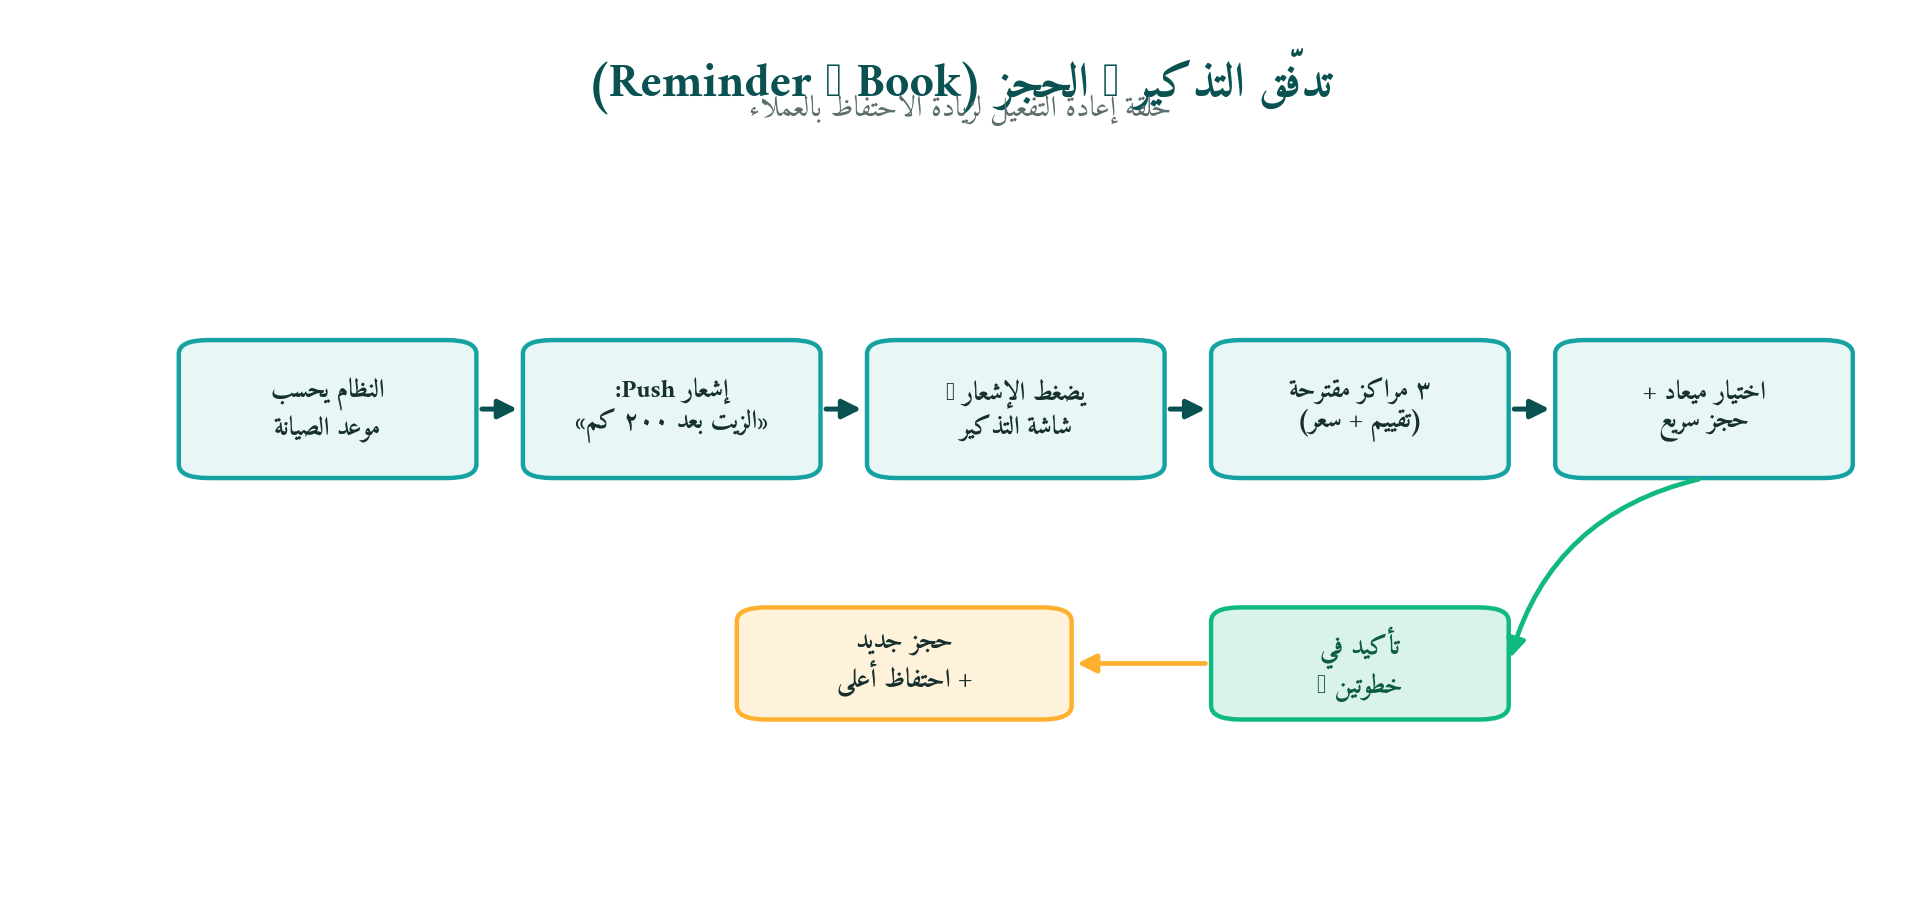 تدفّق التذكير ▯ الحجز (Reminder ▯ Book)
حلقة إعادة التفعيل لزيادة الاحتفاظ بالعملاء
النظام يحسب
موعد الصيانة
إشعار Push:
«الزيت بعد ٢٠٠ كم»
يضغط الإشعار ▯
شاشة التذكير
٣ مراكز مقترحة
(تقييم + سعر)
اختيار ميعاد +
حجز سريع
تأكيد في
خطوتين ▯
حجز جديد
+ احتفاظ أعلى